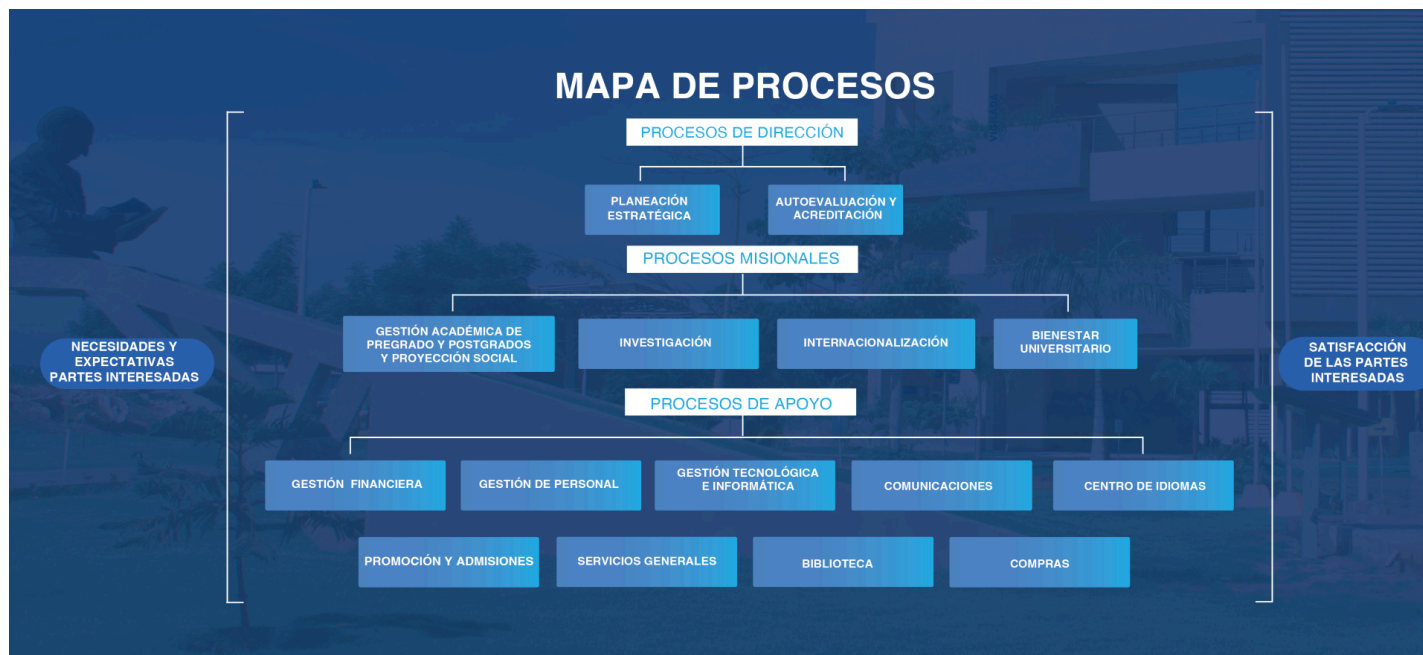 MAPA DE PROCESOS
PROCESOS DE DIRECCIÓN
PLANEACIÓN
ESTRATÉGICA
AUTOEVALUACIÓN Y
ACREDITACIÓN
PROCESOS MISIONALES
GESTIÓN ACADÉMICA DE
PREGRADO Y POSTGRADOS
Y PROYECCIÓN SOCIAL
INVESTIGACIÓN
INTERNACIONALIZACIÓN
BIENESTAR
UNIVERSITARIO
NECESIDADES Y
EXPECTATIVAS
PARTES INTERESADAS
SATISFACCIÓN
DE LAS PARTES
INTERESADAS
PROCESOS DE APOYO
GESTIÓN FINANCIERA
GESTIÓN DE PERSONAL
GESTIÓN TECNOLÓGICA
E INFORMÁTICA
COMUNICACIONES
CENTRO DE IDIOMAS
PROMOCIÓN Y ADMISIONES
SERVICIOS GENERALES
BIBLIOTECA
COMPRAS